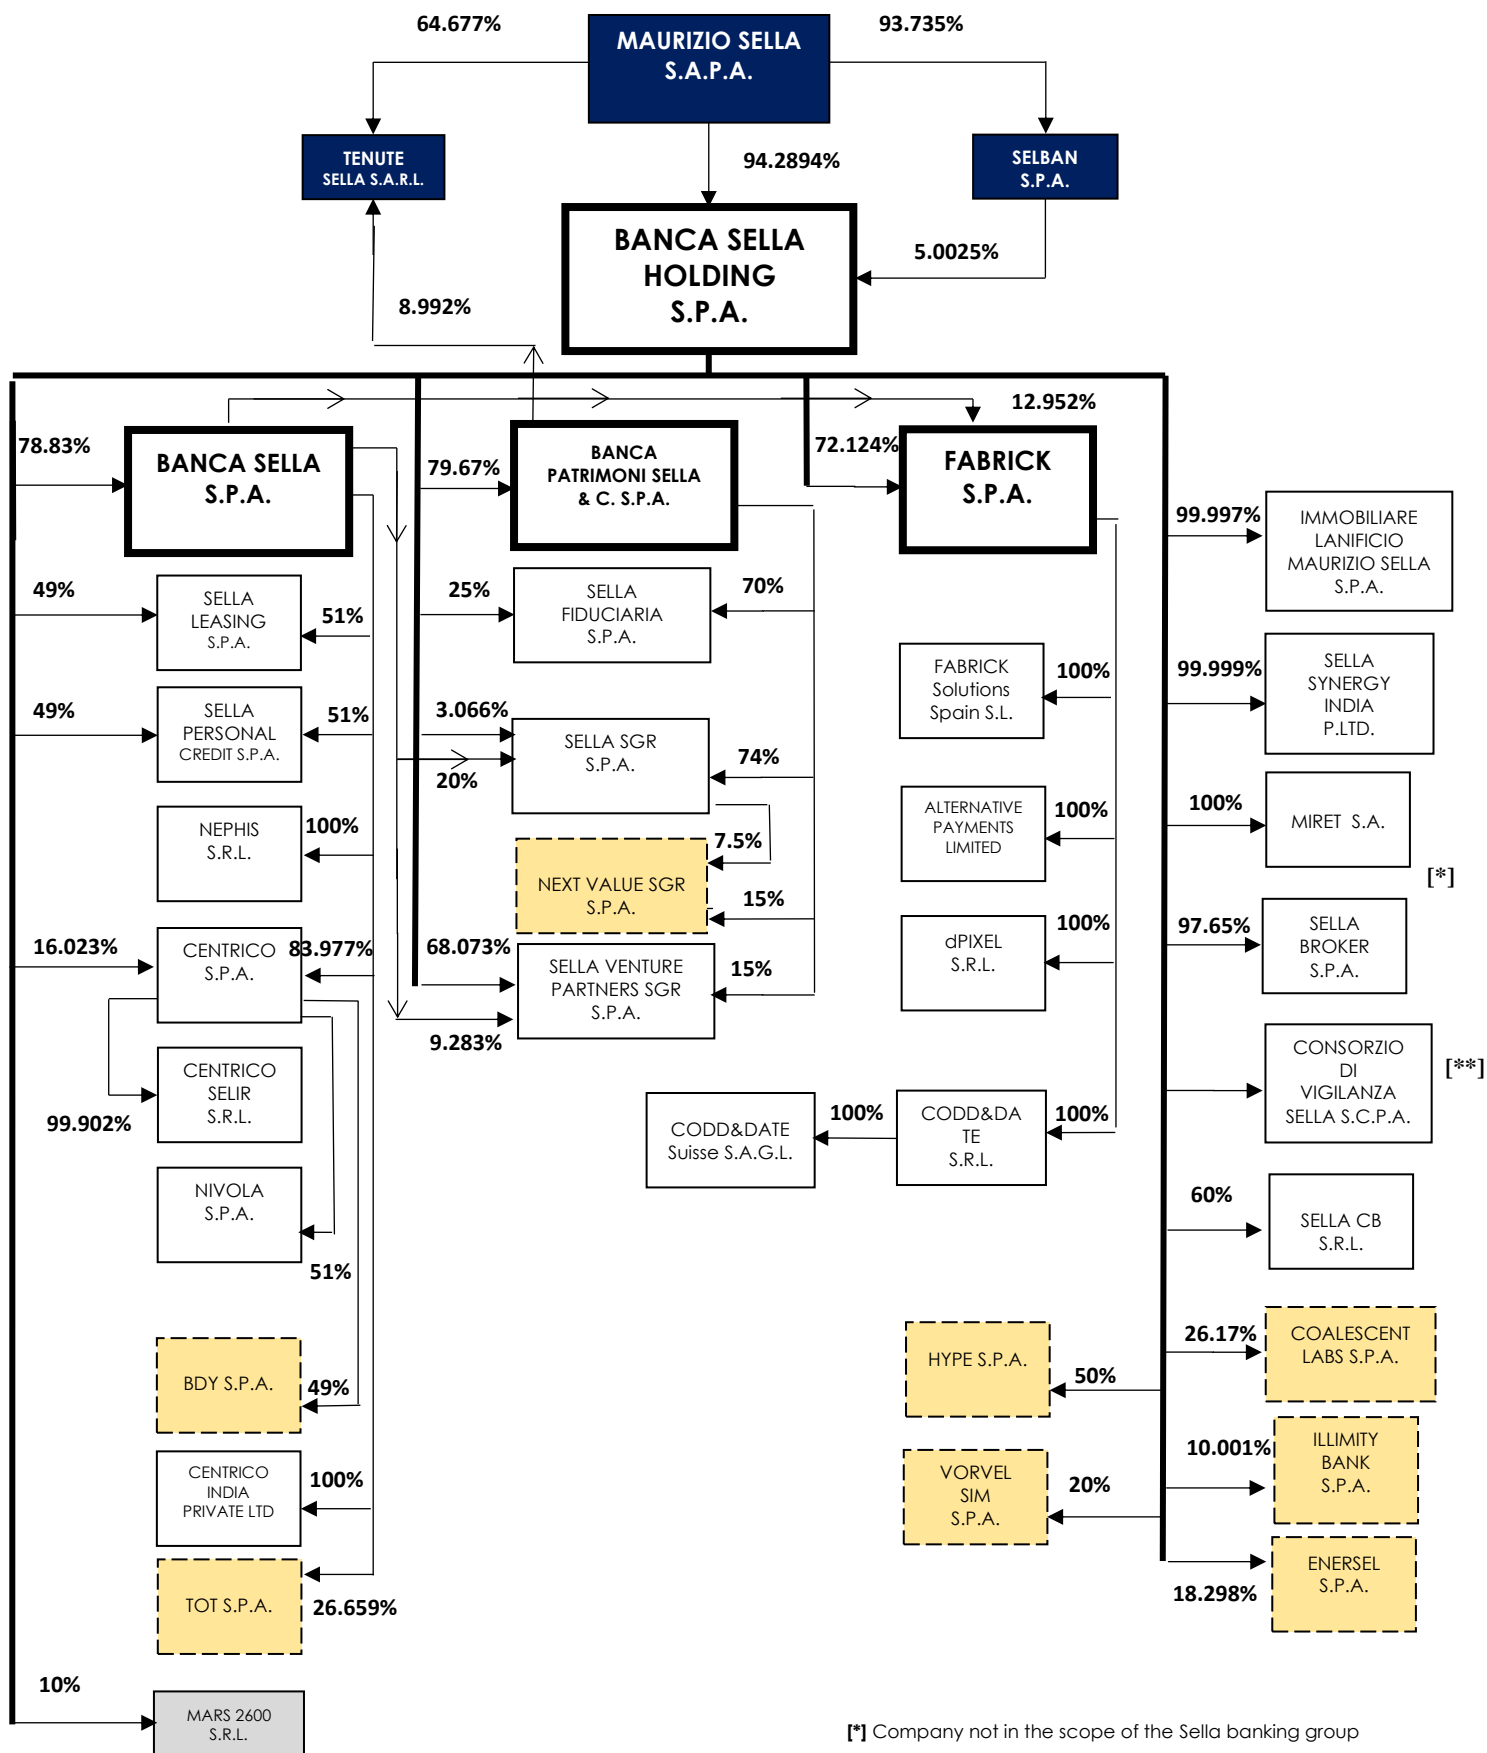 64.677%
MAURIZIO SELLA
S.A.P.A.
93.735%
TENUTE
SELLA S.A.R.L.
94.2894%
SELBAN
S.P.A.
BANCA SELLA
HOLDING
S.P.A.
5.0025%
8.992%
12.952%
78.83%
BANCA SELLA
S.P.A.
79.67%
BANCA
PATRIMONI SELLA
& C. S.P.A.
72.124%
FABRICK
S.P.A.
99.997%
IMMOBILIARE
LANIFICIO
MAURIZIO SELLA
S.P.A.
49%
SELLA
LEASING
S.P.A.
51%
25%
SELLA
FIDUCIARIA
S.P.A.
70%
FABRICK
Solutions
Spain S.L.
100%
99.999%
SELLA
SYNERGY
INDIA
P.LTD.
49%
SELLA
PERSONAL
CREDIT S.P.A.
51%
3.066%
20%
SELLA SGR
S.P.A.
74%
NEPHIS
S.R.L.
100%
ALTERNATIVE
PAYMENTS
LIMITED
100%
100%
MIRET S.A.
[*]
7.5%
NEXT VALUE SGR
S.P.A.
15%
16.023%
CENTRICO
S.P.A.
83.977%
68.073%
SELLA VENTURE
PARTNERS SGR
S.P.A.
15%
9.283%
dPIXEL
S.R.L.
100%
97.65%
SELLA
BROKER
S.P.A.
CENTRICO
SELIR
S.R.L.
99.902%
CONSORZIO
DI
VIGILANZA
SELLA S.C.P.A.
[**]
CODD&DATE
Suisse S.A.G.L.
100%
CODD&DA
TE
S.R.L.
100%
NIVOLA
S.P.A.
51%
60%
SELLA CB
S.R.L.
BDY S.P.A.
49%
HYPE S.P.A.
50%
26.17%
COALESCENT
LABS S.P.A.
CENTRICO
INDIA
PRIVATE LTD
100%
VORVEL
SIM
S.P.A.
20%
10.001%
ILLIMITY
BANK
S.P.A.
TOT S.P.A.
26.659%
18.298%
ENERSEL
S.P.A.
10%
MARS 2600
S.R.L.
[*] Company not in the scope of the Sella banking group